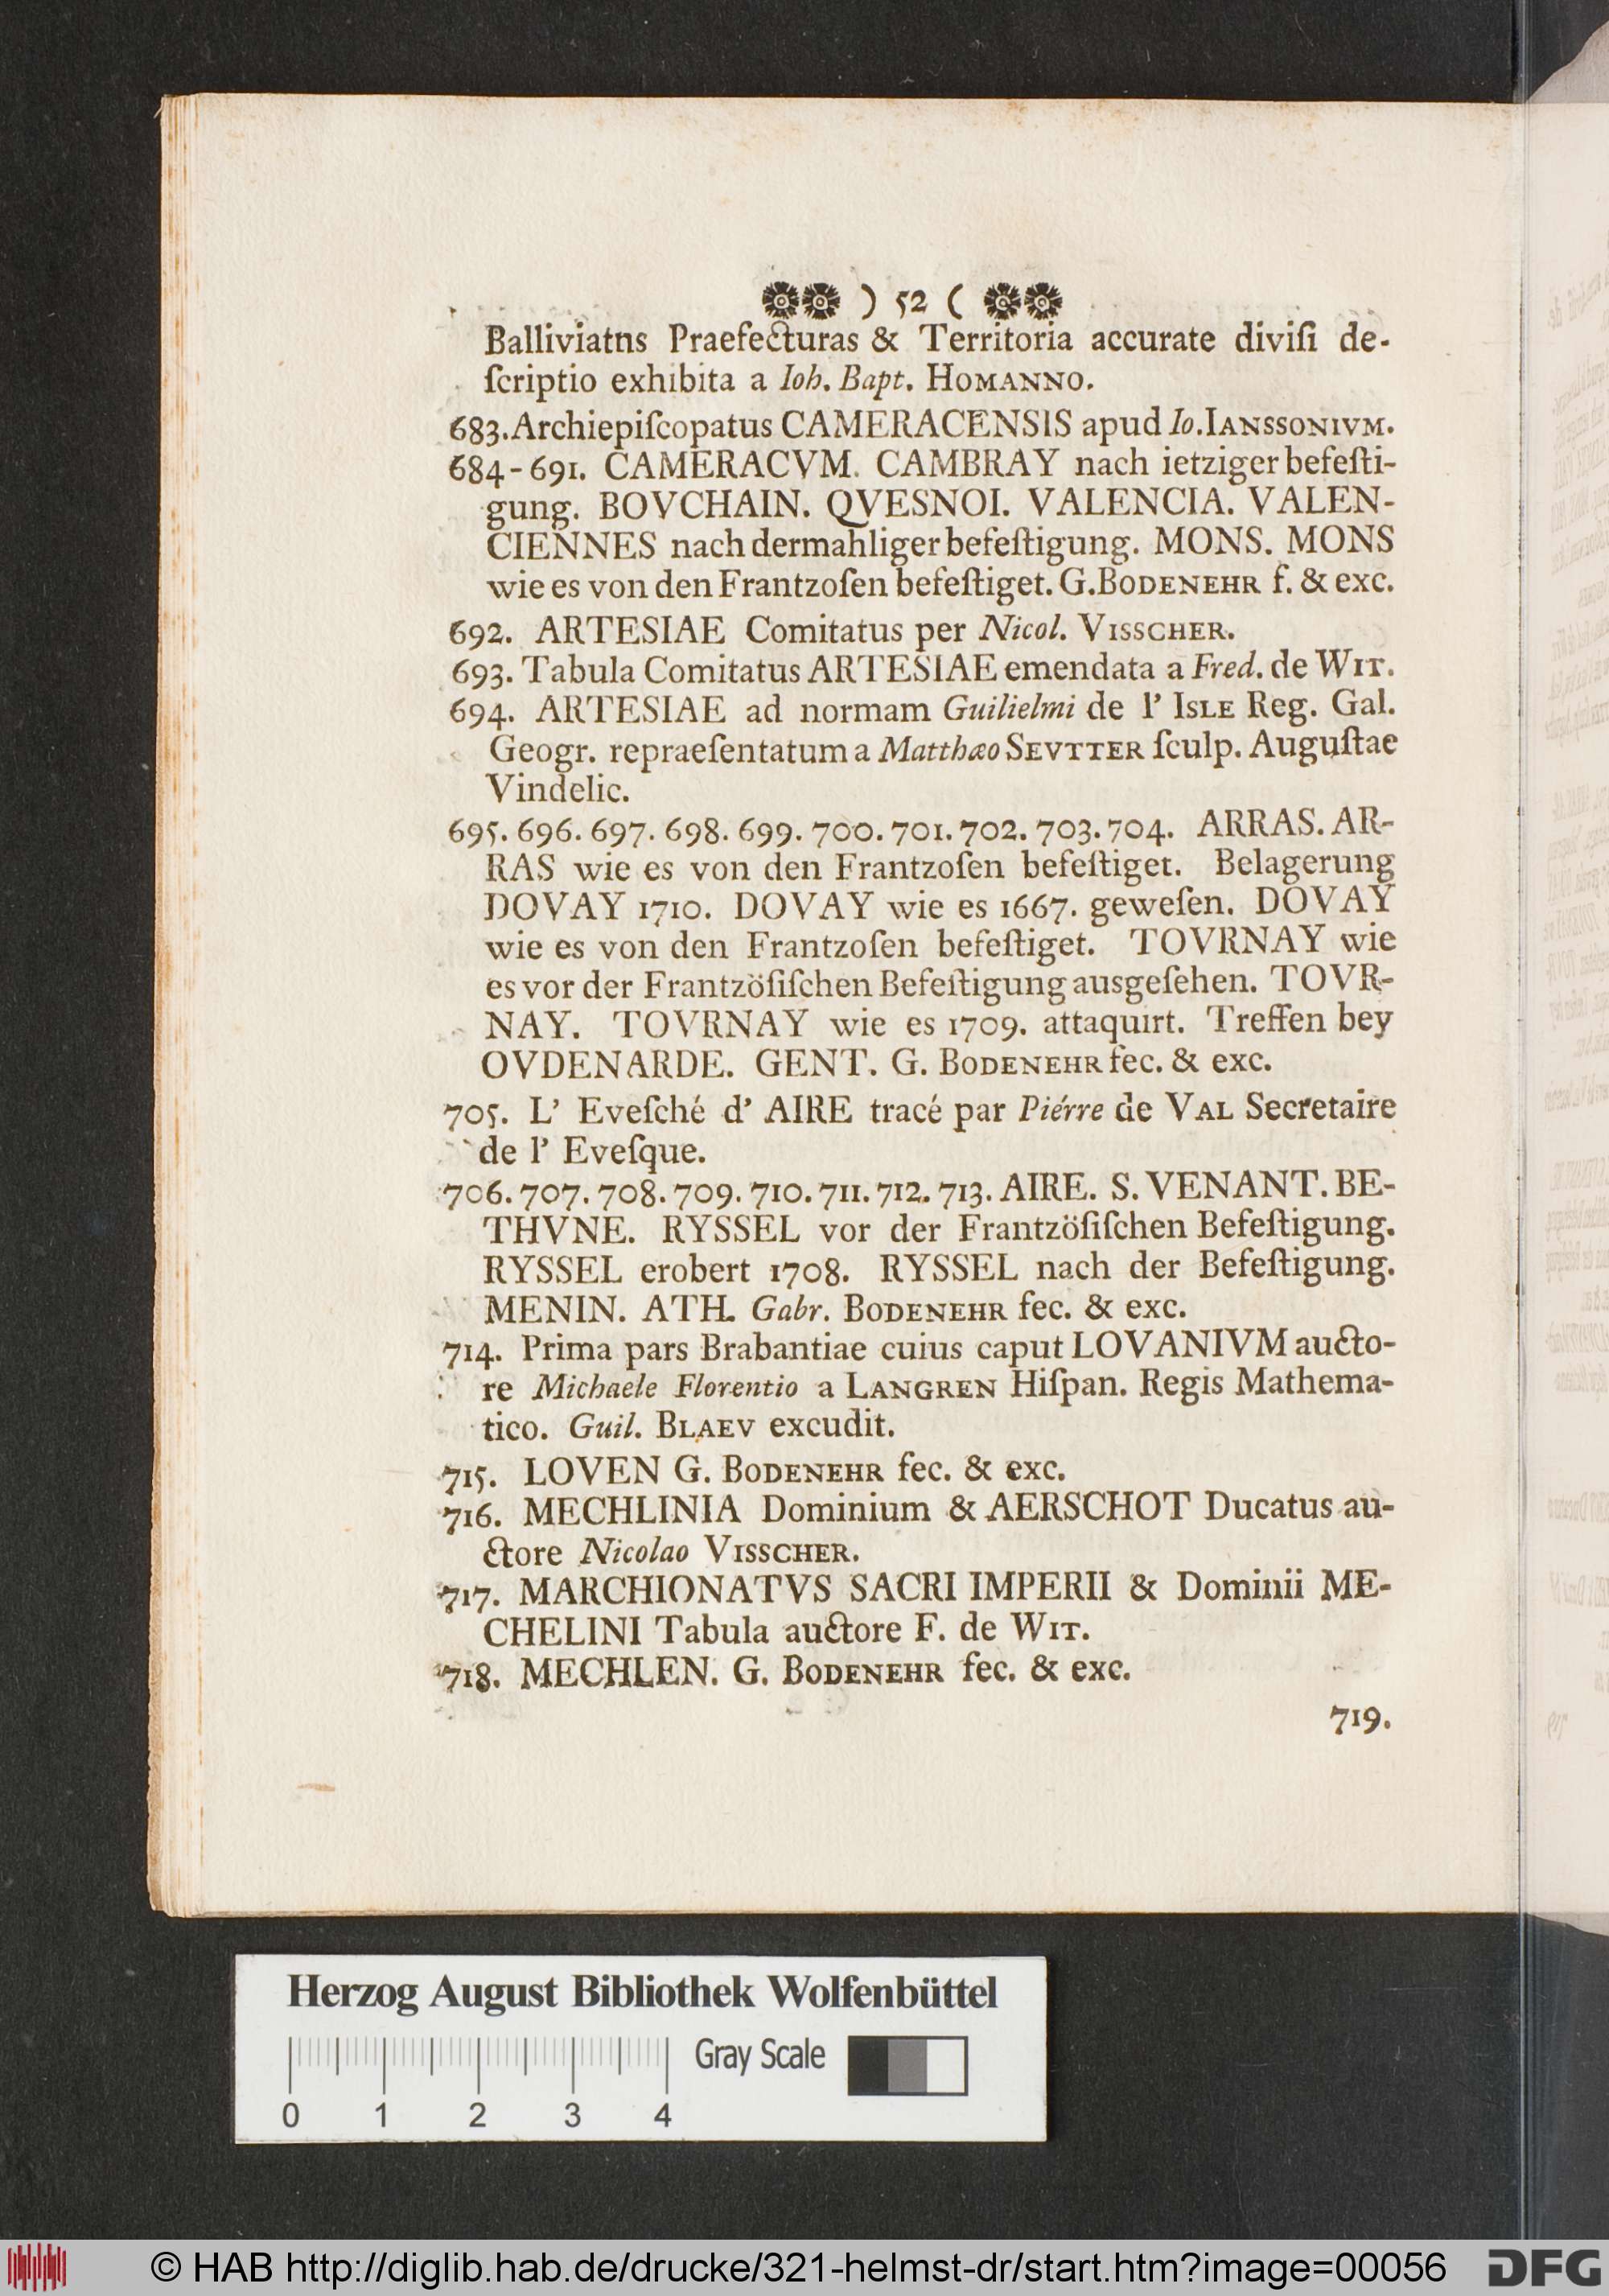 ) 52 (
Balliviatns Praefecturas & Territoria accurate diviſi de-
ſcriptio exhibita a Ioh. Bapt. HOMANNO.
683. Archiepiſcopatus CAMERACENSIS apud Io. IANSSONIVM.
684-691. CAMERACVM. CAMBRAY nach ietziger befeſti-
gung. BOVCHAIN. QVESNOI. VALENCIA. VALEN-
CIENNES nach dermahliger befeſtigung. MONS. MONS
wie es von den Frantzoſen befeſtiget. G. BODENEHR f. & exc.
692. ARTESIAE Comitatus per Nicol. VISSCHER.
693. Tabula Comitatus ARTESIAE emendata a Fred. de WIT.
694. ARTESIAE ad normam Guilielmi de l' ISLE Reg. Gal.
Geogr. repraeſentatum a Matthæo SEVTTER ſculp. Auguſtae
Vindelic.
695. 696. 697. 698. 699. 700. 701. 702. 703. 704. ARRAS. AR-
RAS wie es von den Frantzoſen befeſtiget. Belagerung
DOVAY 1710. DOVAY wie es 1667. geweſen. DOVAY
wie es von den Frantzoſen befeſtiget. TOVRNAY wie
es vor der Frantzöſiſchen Befeſtigung ausgeſehen. TOVR-
NAY. TOVRNAY wie es 1709. attaquirt. Treffen bey
OVDENARDE. GENT. G. BODENEHR fec. & exc.
705. L' Eveſché d' AIRE tracé par Piérre de VAL Secretaire
de l' Eveſque.
706. 707. 708. 709. 710. 711. 712. 713. AIRE. S. VENANT. BE-
THVNE. RYSSEL vor der Frantzöſiſchen Befeſtigung.
RYSSEL erobert 1708. RYSSEL nach der Befeſtigung.
MENIN. ATH. Gabr. BODENEHR fec. & exc.
714. Prima pars Brabantiae cuius caput LOVANIVM aucto-
re Michaele Florentio a LANGREN Hiſpan. Regis Mathema-
tico. Guil. BLAEV excudit.
715. LOVEN G. BODENEHR fec. & exc.
716. MECHLINIA Dominium & AERSCHOT Ducatus au-
ctore Nicolao VISSCHER.
717. MARCHIONATVS SACRI IMPERII & Dominii ME-
CHELINI Tabula auctore F. de WIT.
718. MECHLEN. G. BODENEHR fec. & exc.
719.
Herzog August Bibliothek Wolfenbüttel
Gray Scale
0 1 2 3 4
© HAB http://diglib.hab.de/drucke/321-helmst-dr/start.htm?image=00056
DFG